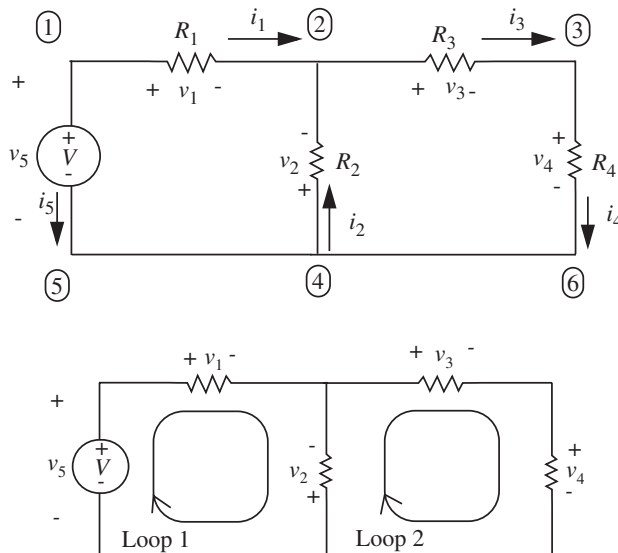 1 R1 i1 2 R3 i3 3
+ + v1 - + v3 - 
v5 + V - - v2 + R2 + v4 - R4
- i5 i2 i4
5 4 6
+ v1 - + v3 -
+ 
v5 + V - - v2 + + v4 -
- Loop 1 Loop 2